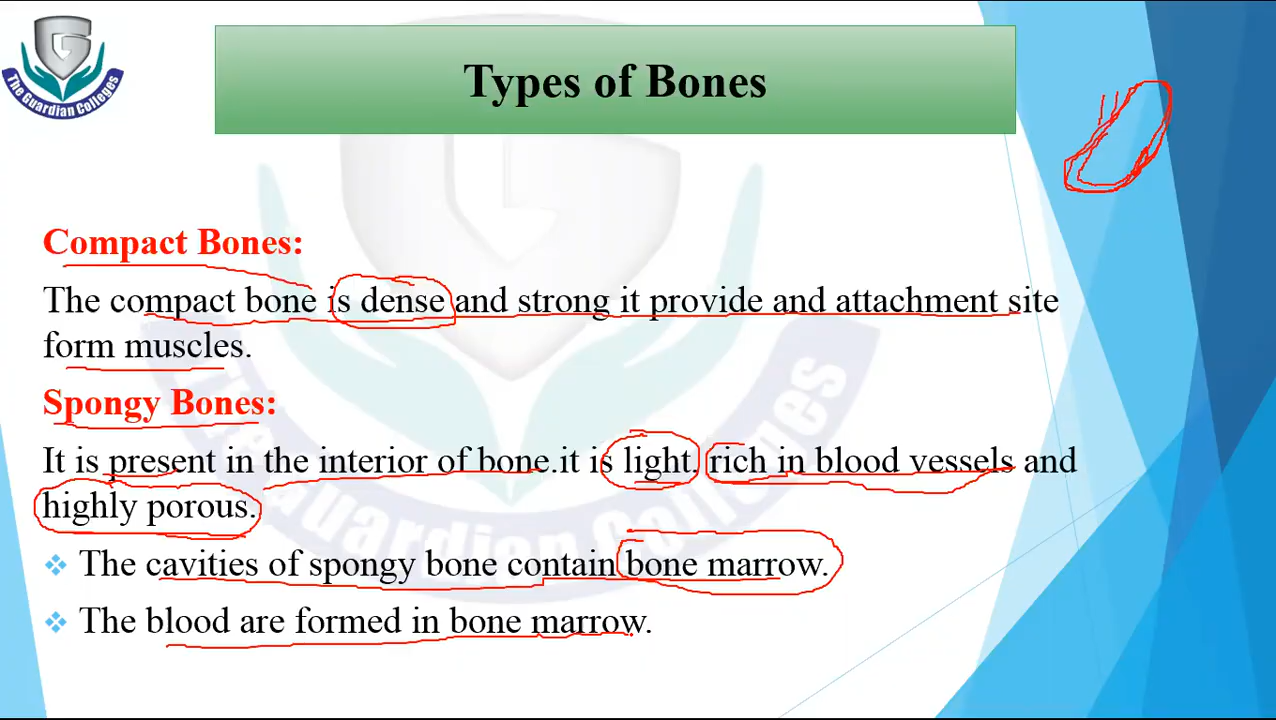 The Guardian Colleges
Types of Bones
Compact Bones:
The compact bone is dense and strong it provide and attachment site
form muscles.
Spongy Bones:
It is present in the interior of bone.it is light, rich in blood vessels and
highly porous.
The cavities of spongy bone contain bone marrow.
The blood are formed in bone marrow.
The Guardian Colleges